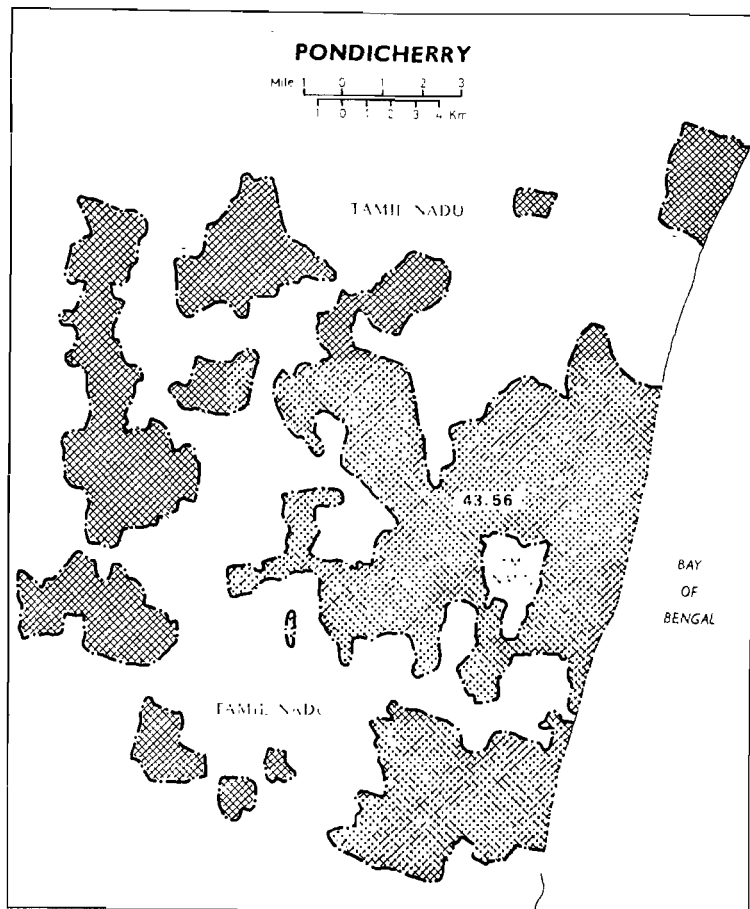 PONDICHERRY
Mile 1 0 1 2 3
1 0 1 2 3 4 Km
TAMIL NADU
43.56
BAY
OF
BENGAL
TAMIL NADU